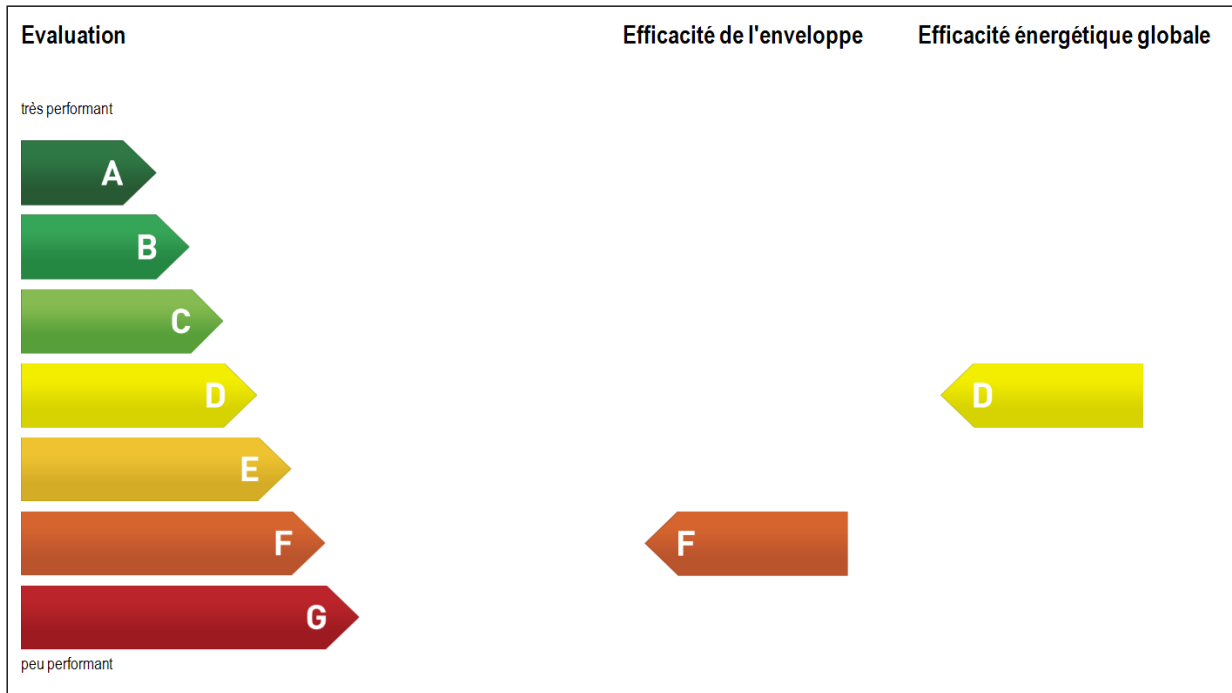 Evaluation Efficacité de l'enveloppe Efficacité énergétique globale
très performant
A
B
C
D D
E
F F
G
peu performant